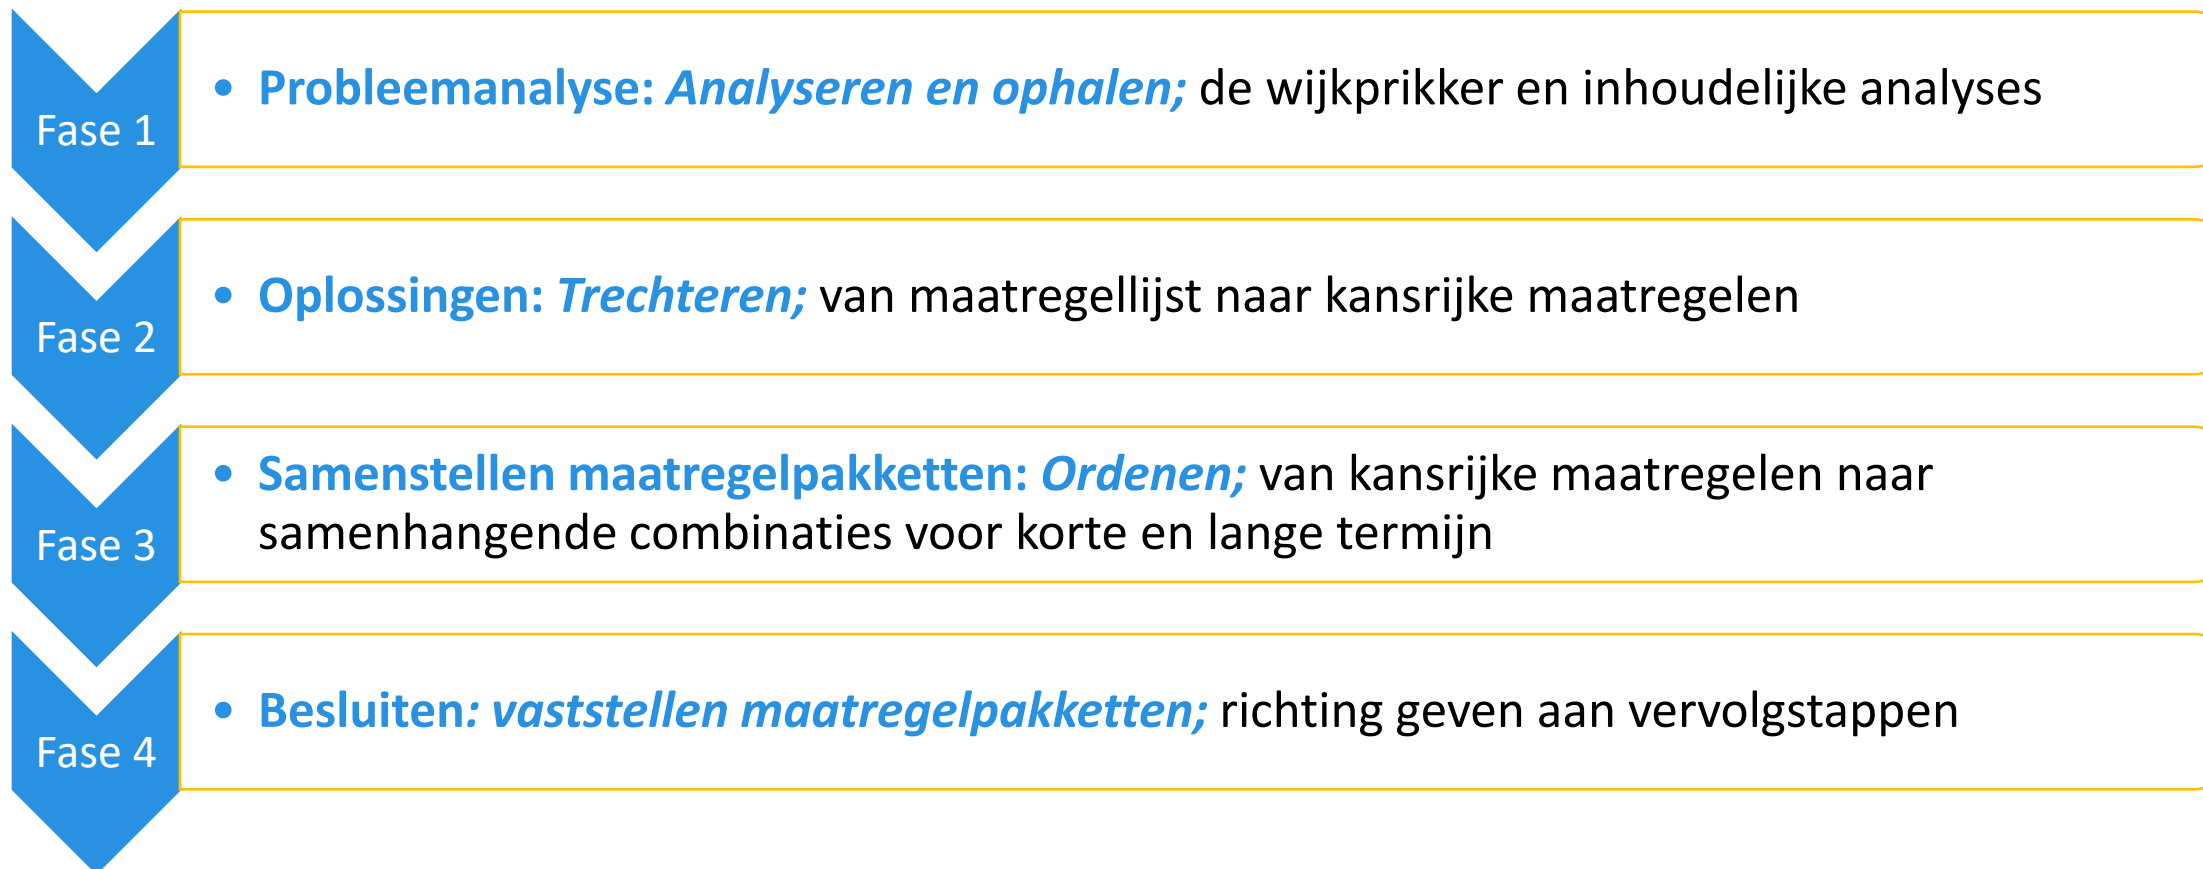 Fase 1
• Probleemanalyse: Analyseren en ophalen; de wijkprikker en inhoudelijke analyses
Fase 2
• Oplossingen: Trechteren; van maatregellijst naar kansrijke maatregelen
Fase 3
• Samenstellen maatregelpakketten: Ordenen; van kansrijke maatregelen naar
samenhangende combinaties voor korte en lange termijn
Fase 4
• Besluiten: vaststellen maatregelpakketten; richting geven aan vervolgstappen